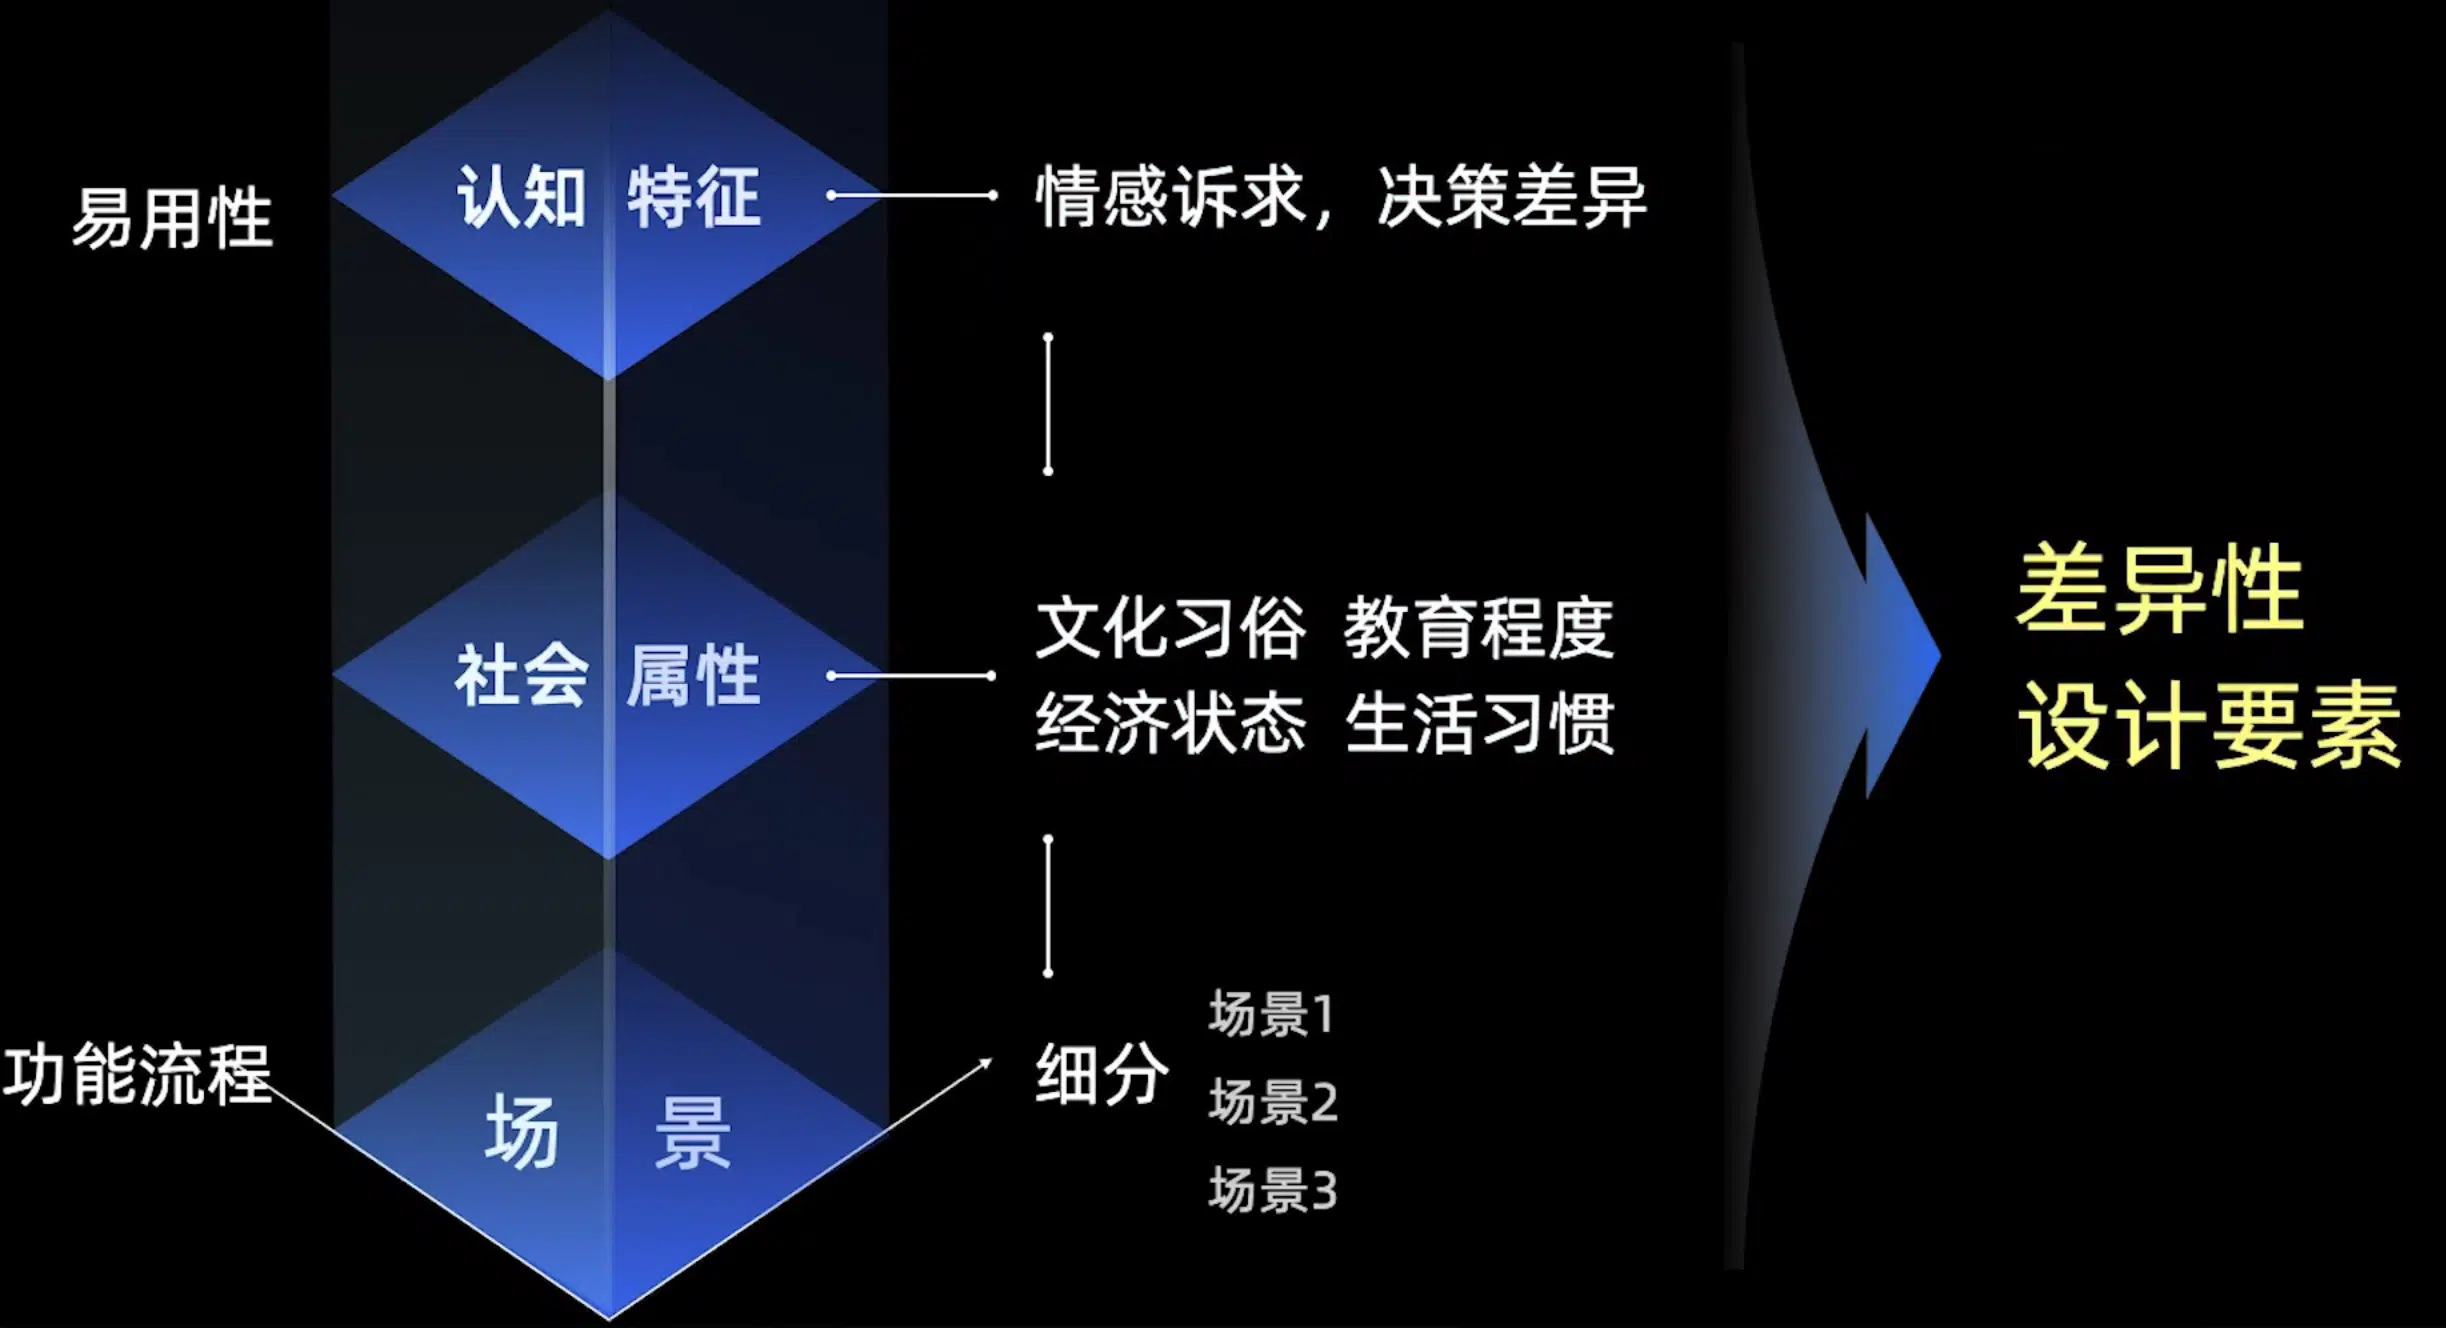 易用性
认知 特征
情感诉求，决策差异
社会 属性
文化习俗 教育程度
经济状态 生活习惯
功能流程
场 景
细分
场景1
场景2
场景3
差异性
设计要素